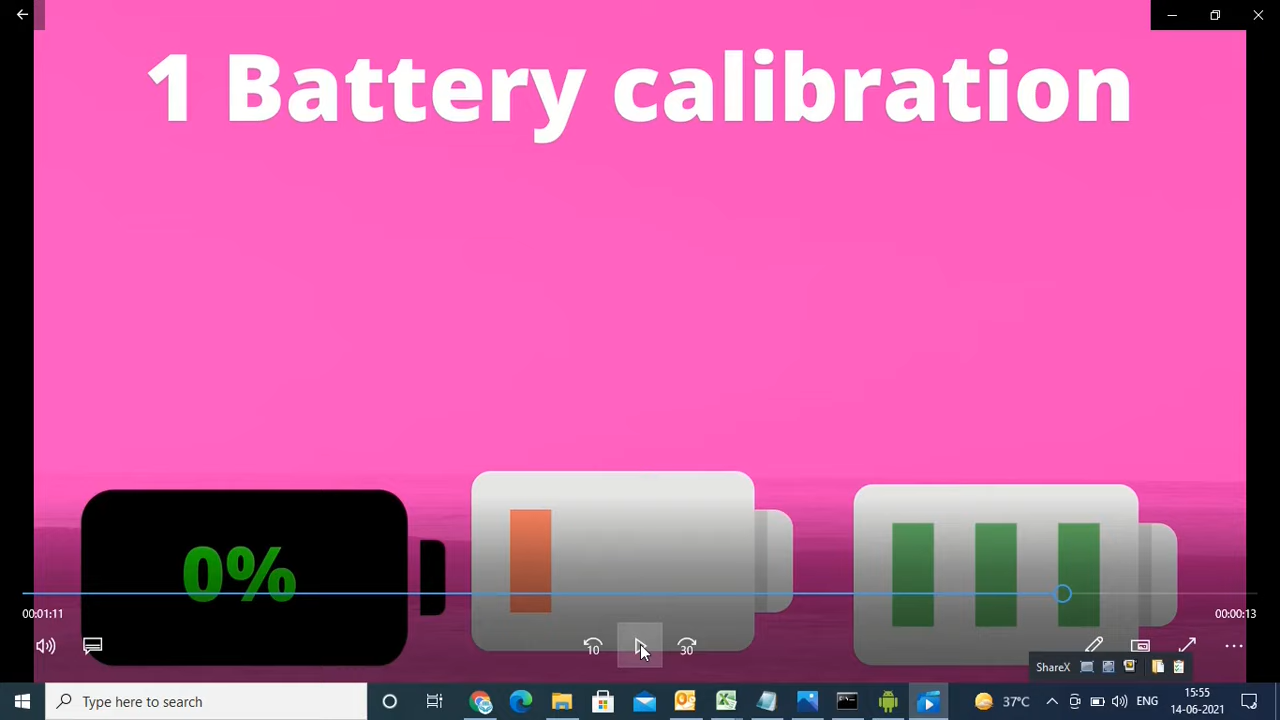 1 Battery calibration
0%
00:01:11
00:00:13
10
30
ShareX
Type here to search
37°C
ENG
15:55
14-06-2021